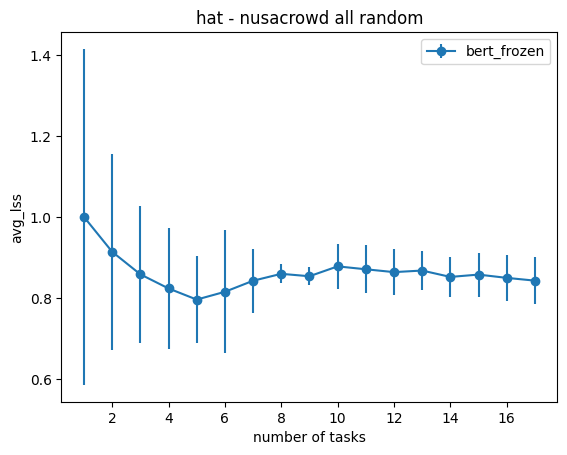 hat - nusacrowd all random
bert_frozen
avg_lss
1.4
1.2
1.0
0.8
0.6
2 4 6 8 10 12 14 16
number of tasks